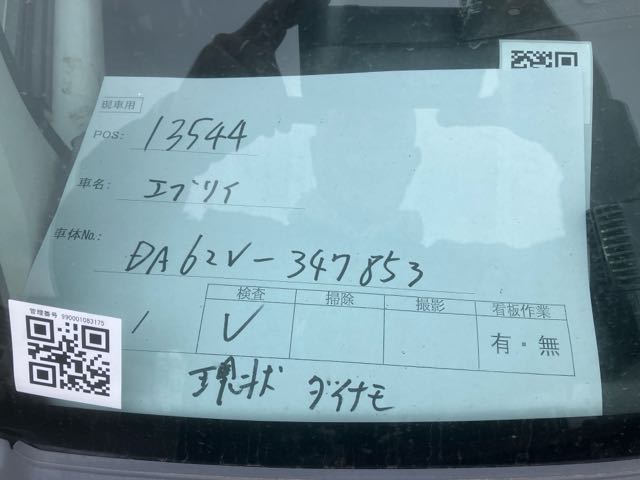 現車用
POS: 13544
車名: エブリイ
車体No.: DA62V-347853
管理番号 990001083175
検査 掃除 撮影 看板作業
/ V 有・無
現状 ダイナモ